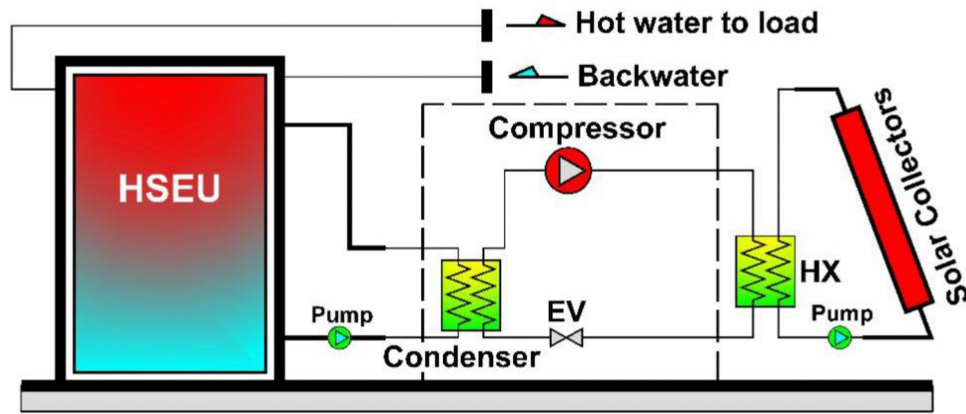 Hot water to load
Backwater
Compressor
HSEU
Solar Collectors
HX
EV
Pump
Pump
Condenser